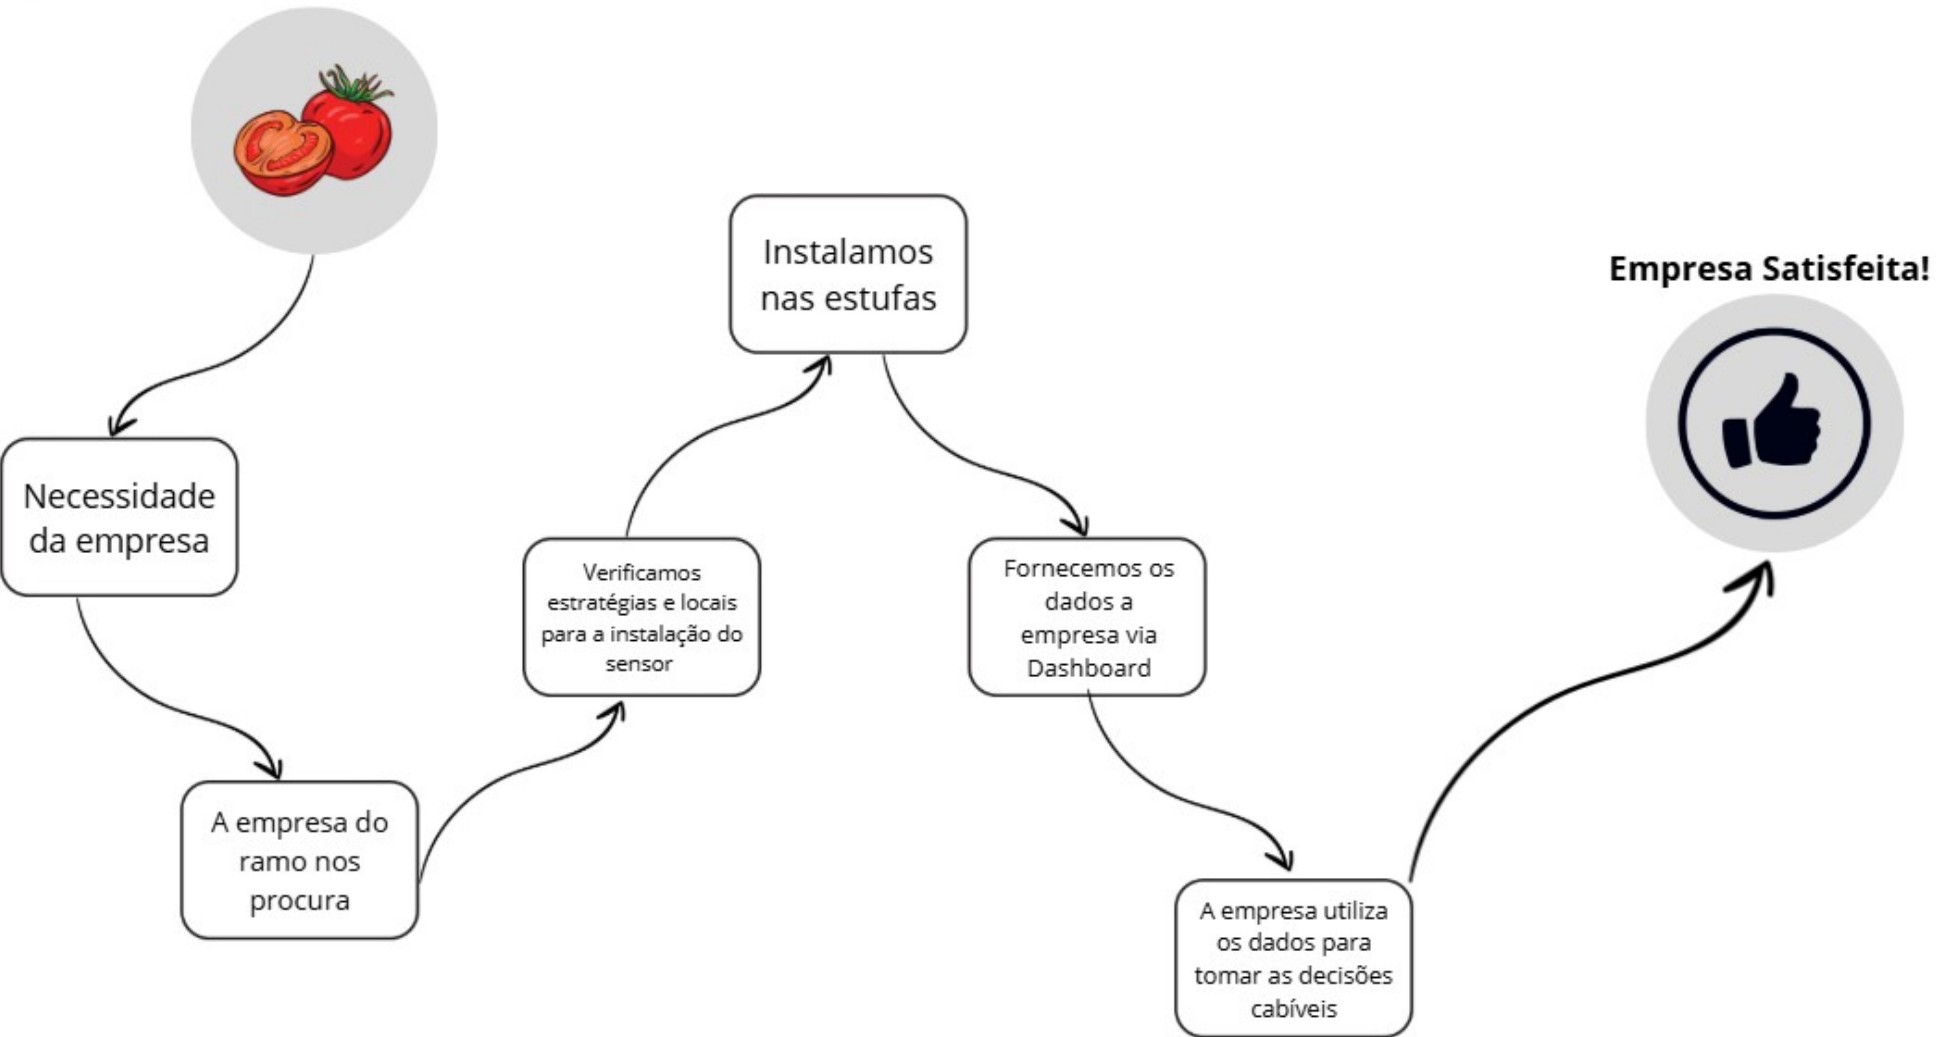 Necessidade
da empresa
A empresa do
ramo nos
procura
Verificamos
estratégias e locais
para a instalação do
sensor
Instalamos
nas estufas
Fornecemos os
dados a
empresa via
Dashboard
A empresa utiliza
os dados para
tomar as decisões
cabíveis
Empresa Satisfeita!